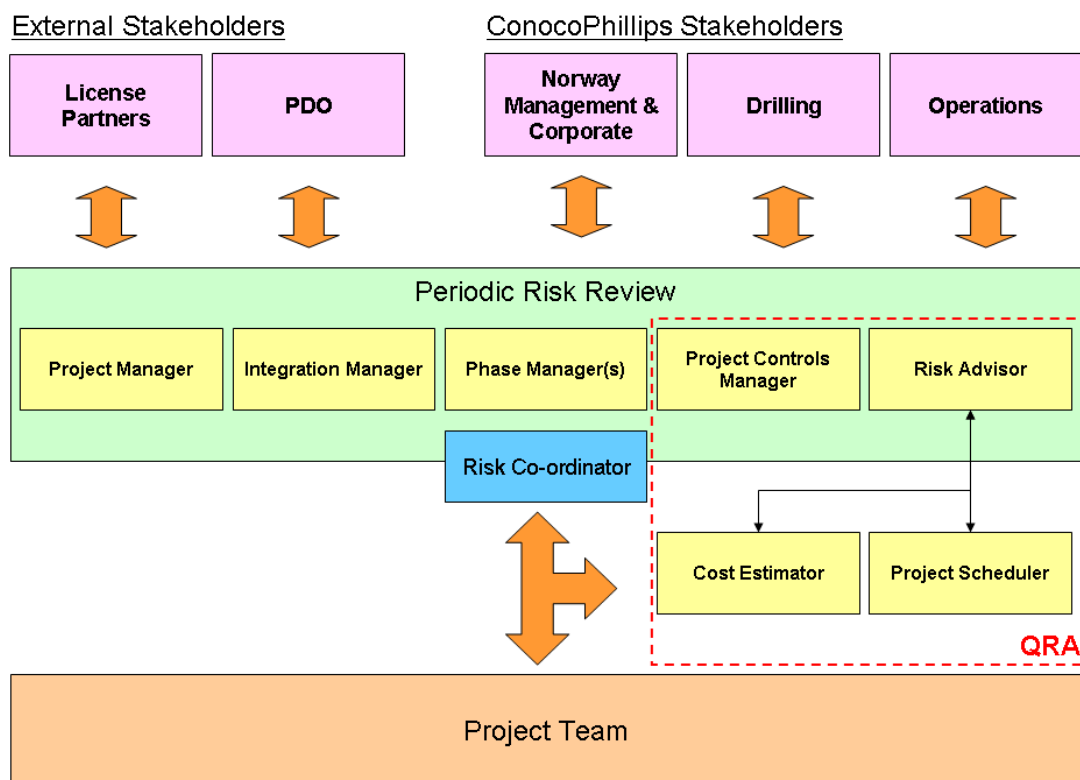 External Stakeholders
ConocoPhillips Stakeholders
License
Partners
PDO
Norway
Management &
Corporate
Drilling
Operations
Periodic Risk Review
Project Manager
Integration Manager
Phase Manager(s)
Project Controls
Manager
Risk Advisor
Risk Co-ordinator
Cost Estimator
Project Scheduler
QRA
Project Team